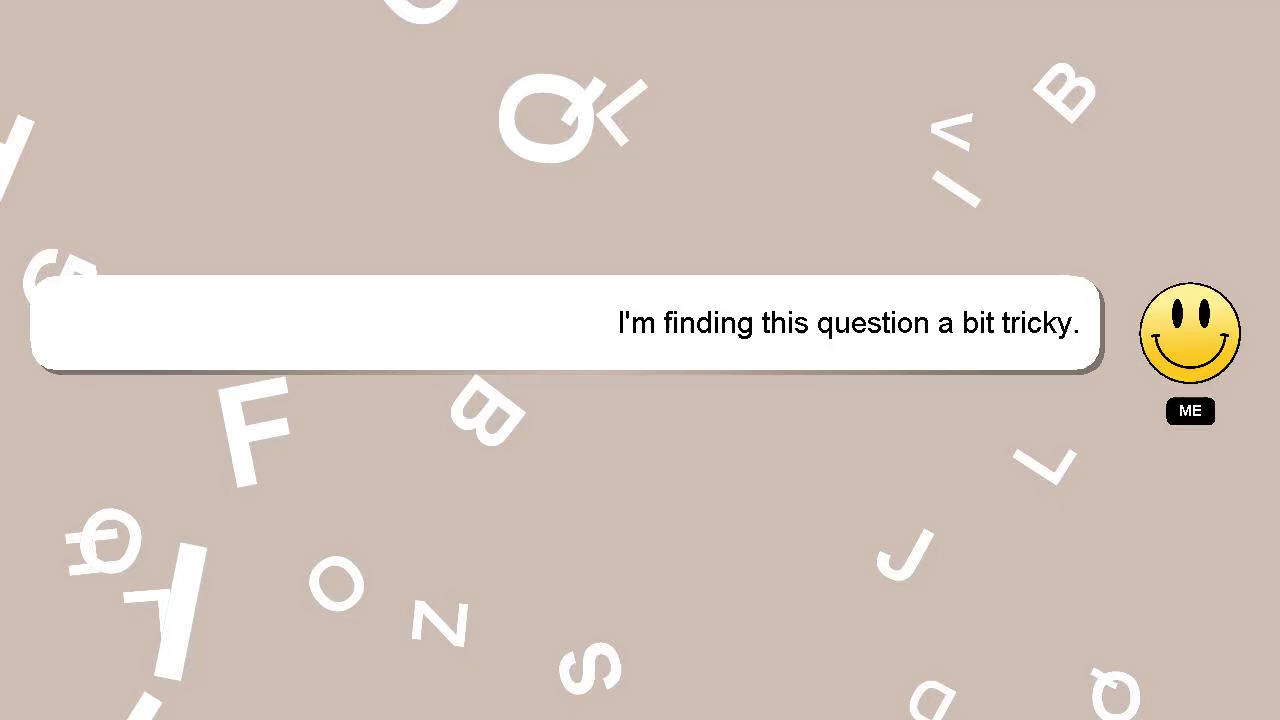 Q
L
B
V
I
G
I'm finding this question a bit tricky.
ME
F
B
L
O
J
O
Z
S
D
Q